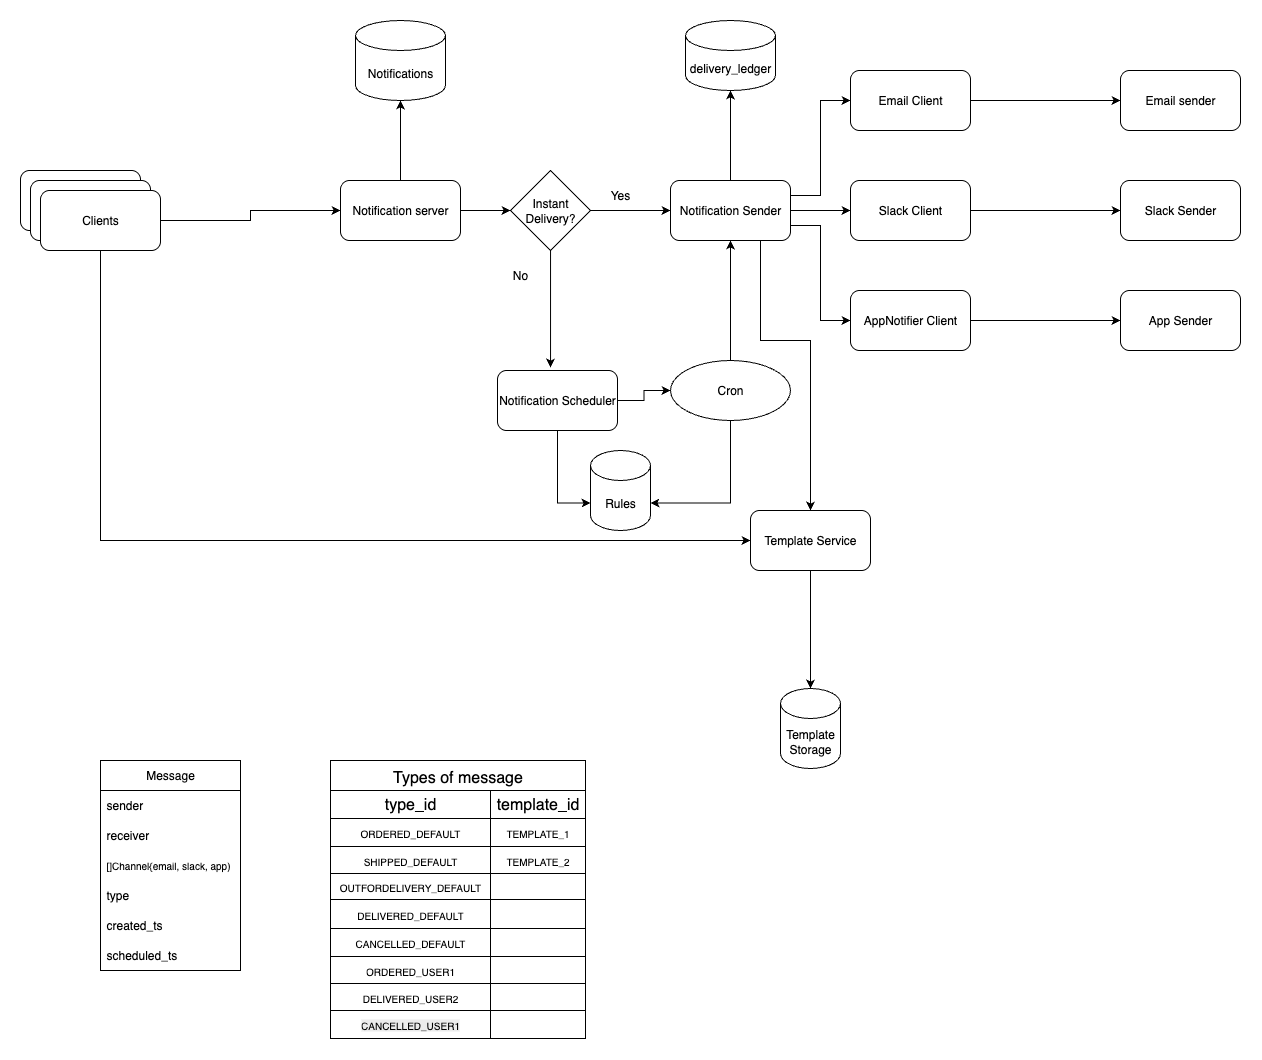 Notifications
delivery_ledger
Email Client
Email sender
Clients
Notification server
Instant
Delivery?
Yes
Notification Sender
Slack Client
Slack Sender
No
AppNotifier Client
App Sender
Notification Scheduler
Cron
Rules
Template Service
Template
Storage
Message
sender
receiver
[]Channel(email, slack, app)
type
created_ts
scheduled_ts
Types of message
type_id template_id
ORDERED_DEFAULT TEMPLATE_1
SHIPPED_DEFAULT TEMPLATE_2
OUTFORDELIVERY_DEFAULT
DELIVERED_DEFAULT
CANCELLED_DEFAULT
ORDERED_USER1
DELIVERED_USER2
CANCELLED_USER1